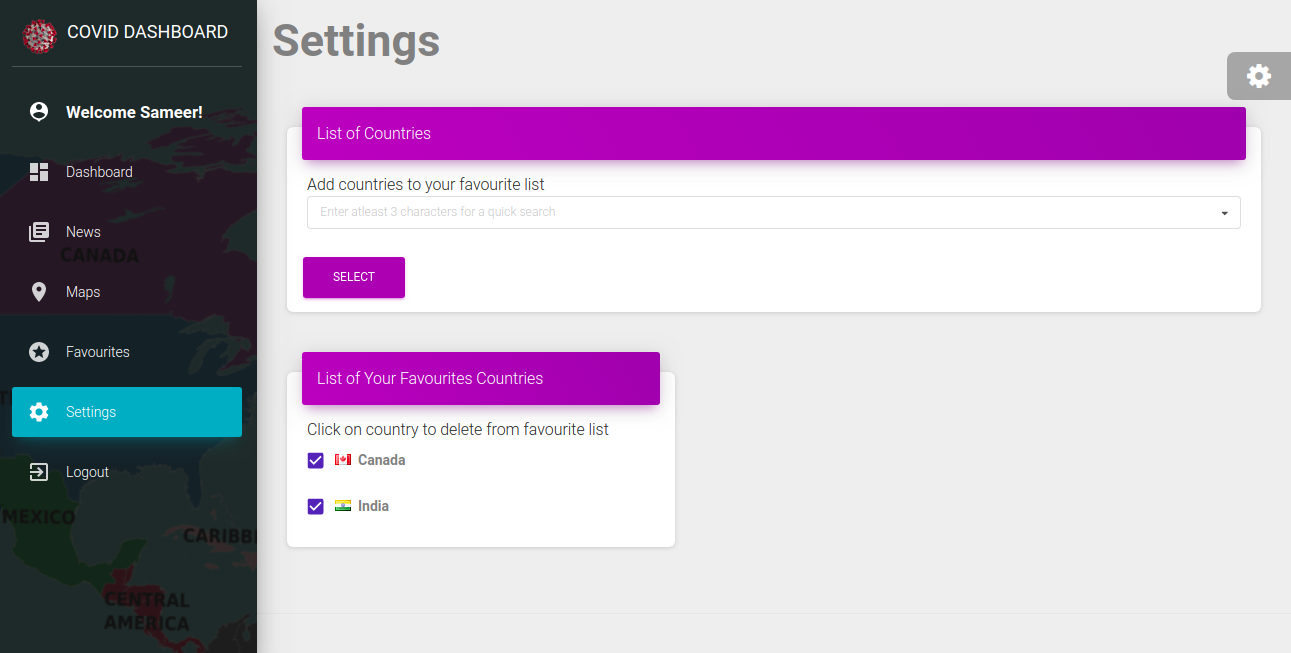 COVID DASHBOARD
Welcome Sameer!
Dashboard
News
CANADA
Maps
Favourites
Settings
Logout
MEXICO
CARIBB
CENTRAL
AMERICA
Settings
List of Countries
Add countries to your favourite list
Enter atleast 3 characters for a quick search
SELECT
List of Your Favourites Countries
Click on country to delete from favourite list
Canada
India